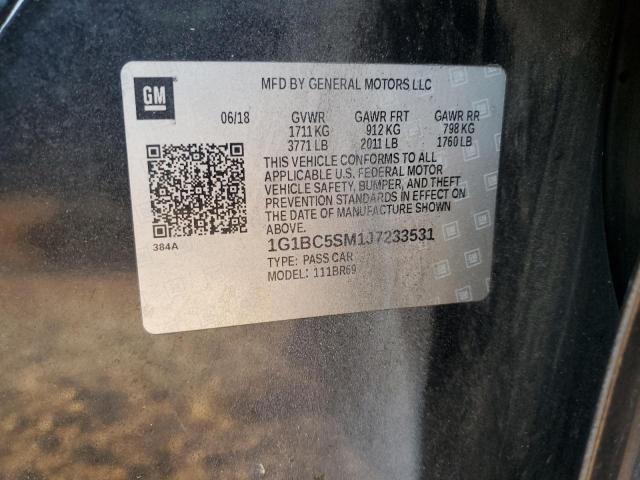 GM
MFD BY GENERAL MOTORS LLC
06/18 GVWR GAWR FRT GAWR RR
1711 KG 912 KG 798 KG
3771 LB 2011 LB 1760 LB
THIS VEHICLE CONFORMS TO ALL
APPLICABLE U.S. FEDERAL MOTOR
VEHICLE SAFETY, BUMPER, AND THEFT
PREVENTION STANDARDS IN EFFECT ON
THE DATE OF MANUFACTURE SHOWN
ABOVE.
384A
1G1BC5SM1J7233531
TYPE: PASS CAR
MODEL: 111BR69